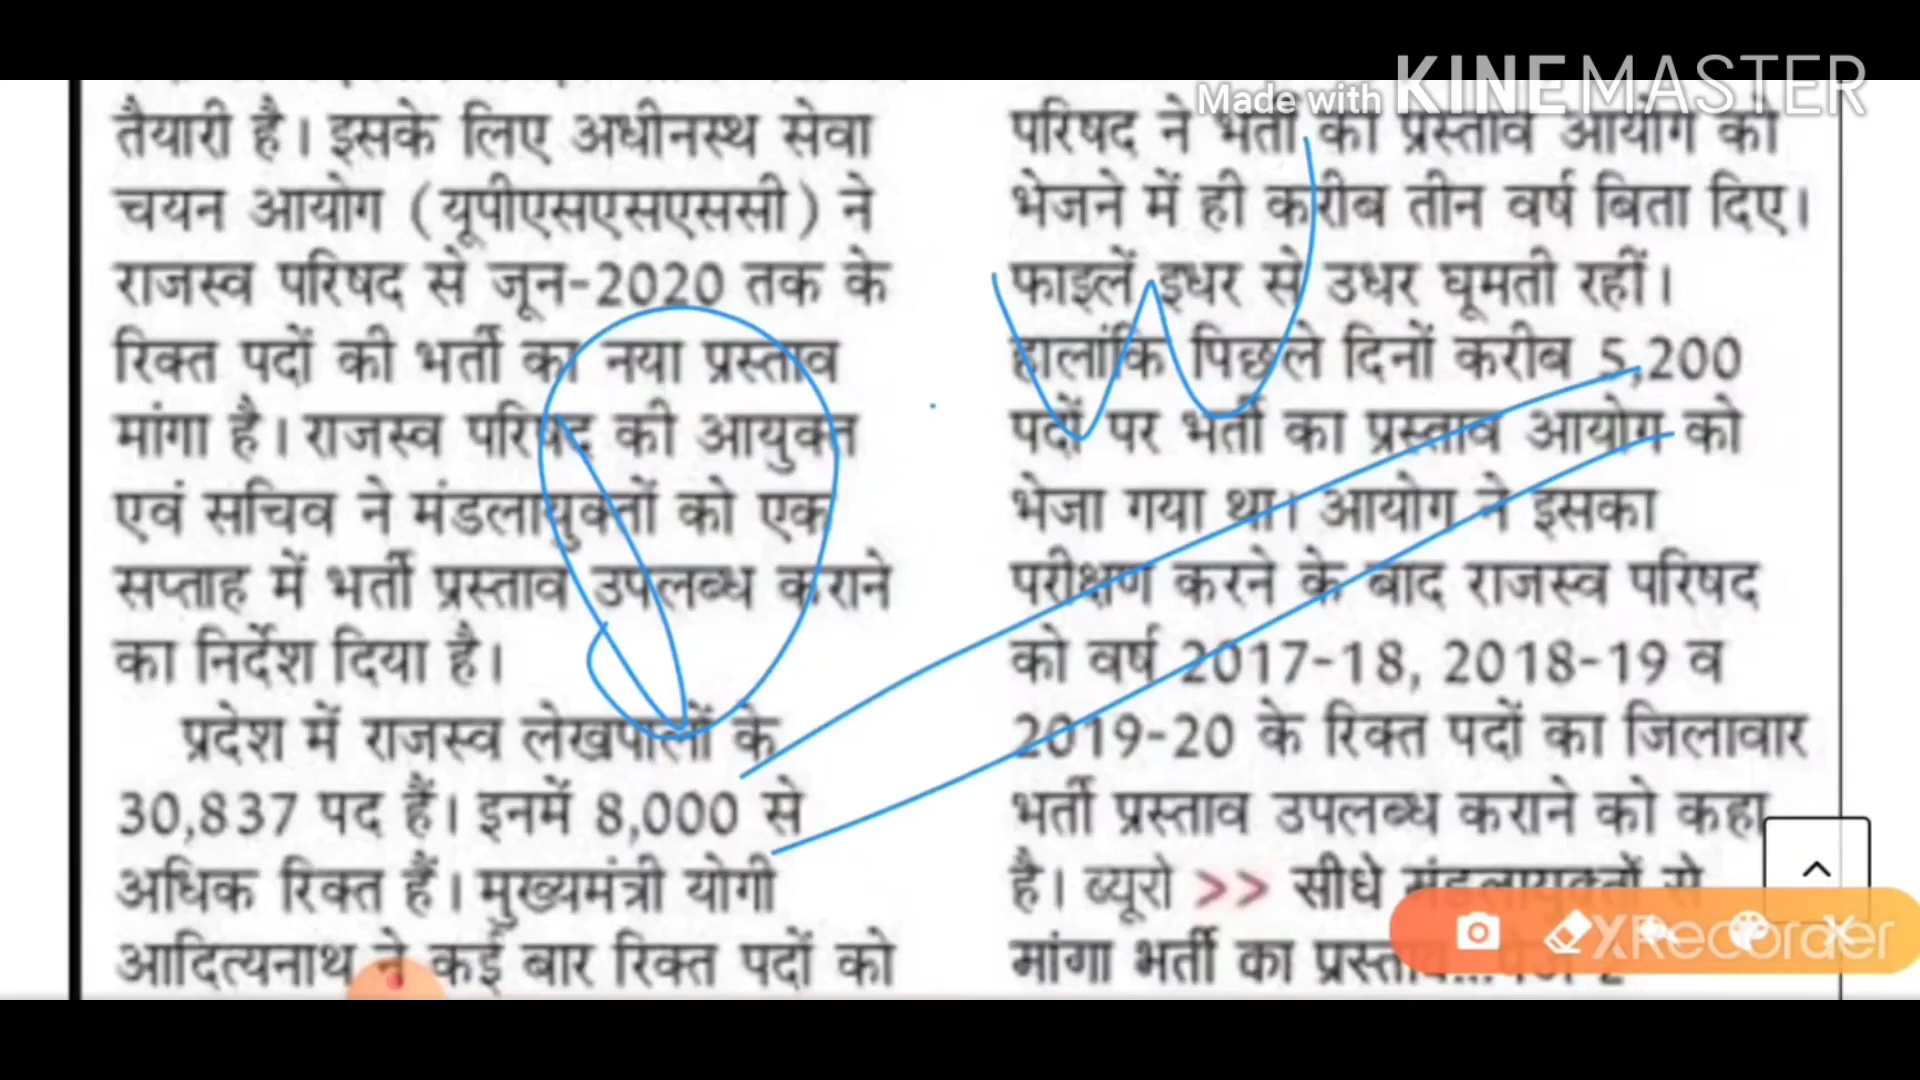 Made with KINEMASTER
तैयारी है। इसके लिए अधीनस्थ सेवा
चयन आयोग (यूपीएसएसएससी) ने
राजस्व परिषद से जून-2020 तक के
रिक्त पदों की भर्ती का नया प्रस्ताव
मांगा है। राजस्व परिषद की आयुक्त
एवं सचिव ने मंडलायुक्तों को एक
सप्ताह में भर्ती प्रस्ताव उपलब्ध कराने
का निर्देश दिया है।
प्रदेश में राजस्व लेखपालों के
30,837 पद हैं। इनमें 8,000 से
अधिक रिक्त हैं। मुख्यमंत्री योगी
आदित्यनाथ ने कई बार रिक्त पदों को
परिषद ने भर्ती का प्रस्ताव आयोग को
भेजने में ही करीब तीन वर्ष बिता दिए।
फाइलें इधर से उधर घूमती रहीं।
हालांकि पिछले दिनों करीब 5,200
पदों पर भर्ती का प्रस्ताव आयोग को
भेजा गया था। आयोग ने इसका
परीक्षण करने के बाद राजस्व परिषद
को वर्ष 2017-18, 2018-19 व
2019-20 के रिक्त पदों का जिलावार
भर्ती प्रस्ताव उपलब्ध कराने को कहा
है। ब्यूरो >> सीधे मंडलायुक्तों से
मांगा भर्ती का प्रस्ताव...पेज 2
XRecorder